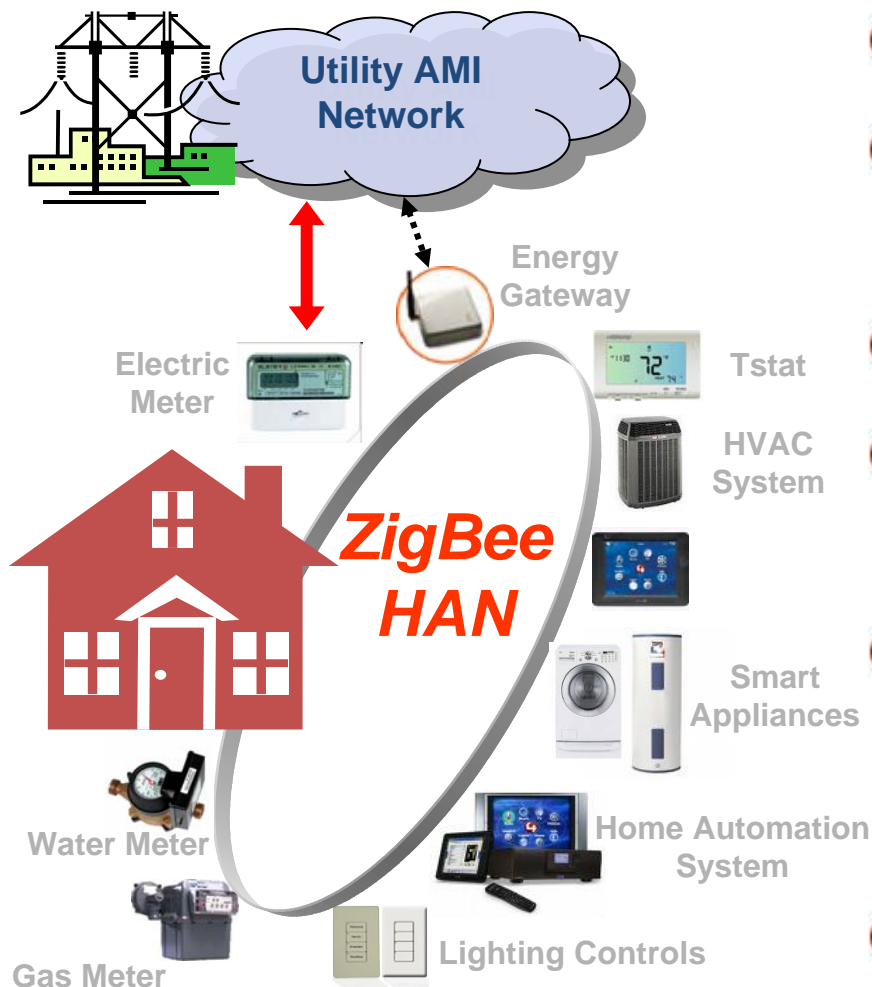 Utility AMI
Network
Energy
Gateway
Electric
Meter
Tstat
72°
HVAC
System
ZigBee
HAN
Smart
Appliances
Water Meter
Home Automation
System
Lighting Controls
Gas Meter